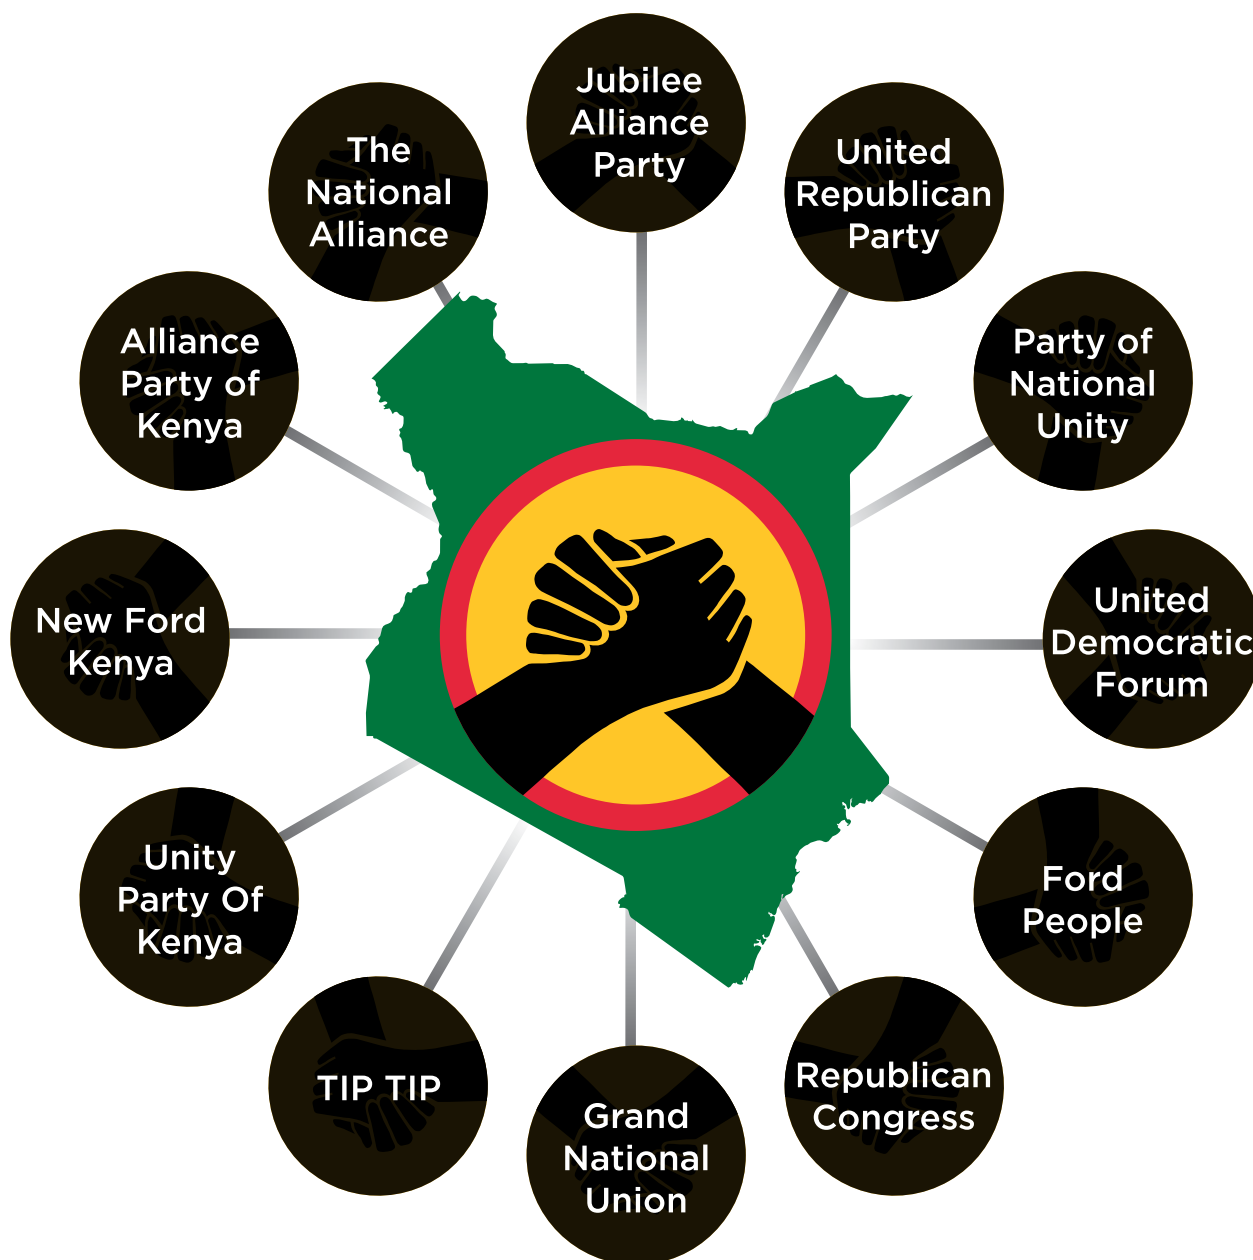 Jubilee
Alliance
Party
United
Republican
Party
Party of
National
Unity
United
Democratic
Forum
Ford
People
Republican
Congress
Grand
National
Union
TIP TIP
Unity
Party Of
Kenya
New Ford
Kenya
Alliance
Party of
Kenya
The
National
Alliance